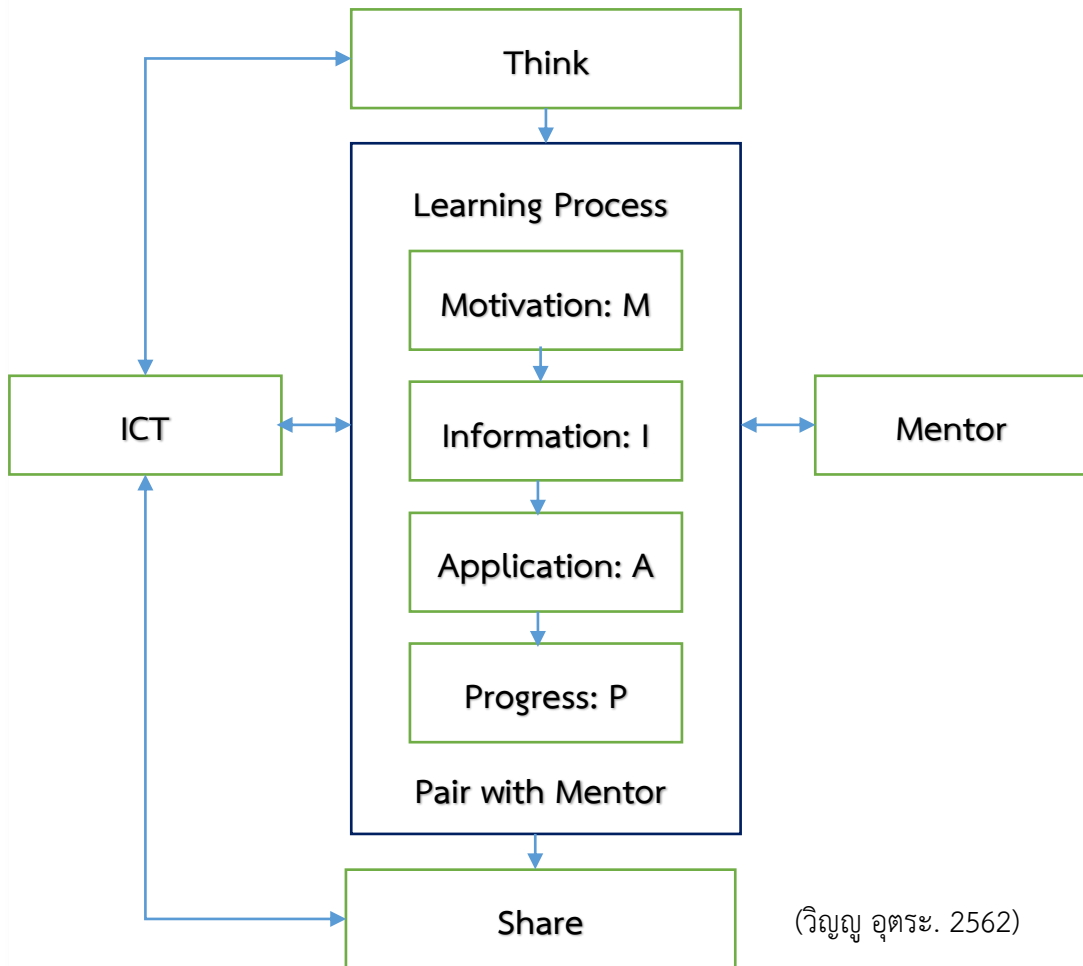 Think
Learning Process
Motivation: M
ICT
Information: I
Mentor
Application: A
Progress: P
Pair with Mentor
Share
(วิญญู อุตระ. 2562)